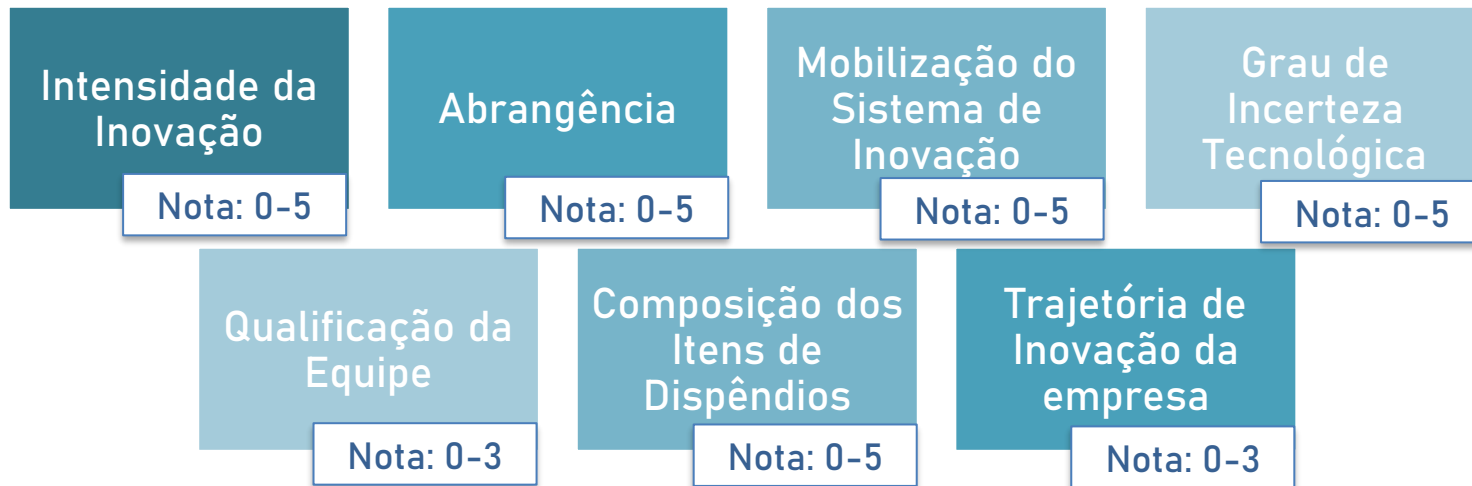 Intensidade da
Inovação
Nota: 0-5
Abrangência
Nota: 0-5
Mobilização do
Sistema de
Inovação
Nota: 0-5
Grau de
Incerteza
Tecnológica
Nota: 0-5
Qualificação da
Equipe
Nota: 0-3
Composição dos
Itens de
Dispêndios
Nota: 0-5
Trajetória de
Inovação da
empresa
Nota: 0-3